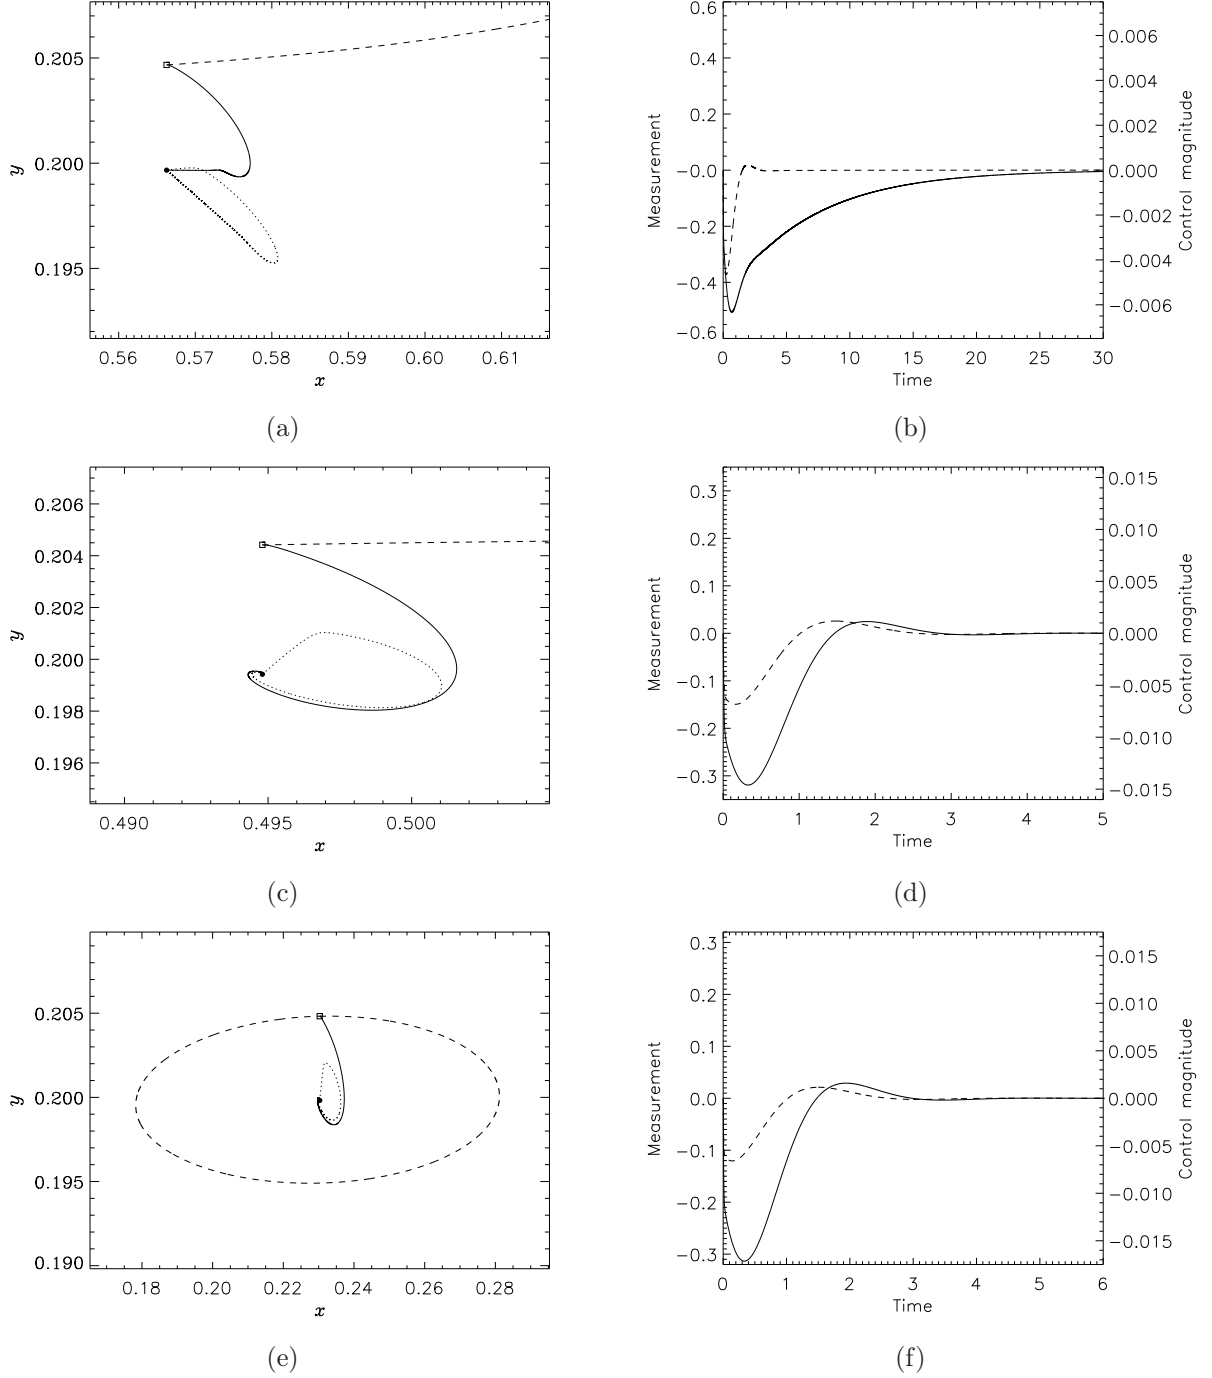 0.205
0.200
0.195
y
0.56 0.57 0.58 0.59 0.60 0.61
x
(a)
0.6
0.4
0.2
−0.0
−0.2
−0.4
−0.6
Measurement
0.006
0.004
0.002
0.000
−0.002
−0.004
−0.006
Control magnitude
0 5 10 15 20 25 30
Time
(b)
0.206
0.204
0.202
0.200
0.198
0.196
y
0.490 0.495 0.500
x
(c)
0.3
0.2
0.1
0.0
−0.1
−0.2
−0.3
Measurement
0.015
0.010
0.005
0.000
−0.005
−0.010
−0.015
Control magnitude
0 1 2 3 4 5
Time
(d)
0.205
0.200
0.195
0.190
y
0.18 0.20 0.22 0.24 0.26 0.28
x
(e)
0.3
0.2
0.1
0.0
−0.1
−0.2
−0.3
Measurement
0.015
0.010
0.005
0.000
−0.005
−0.010
−0.015
Control magnitude
0 1 2 3 4 5 6
Time
(f)